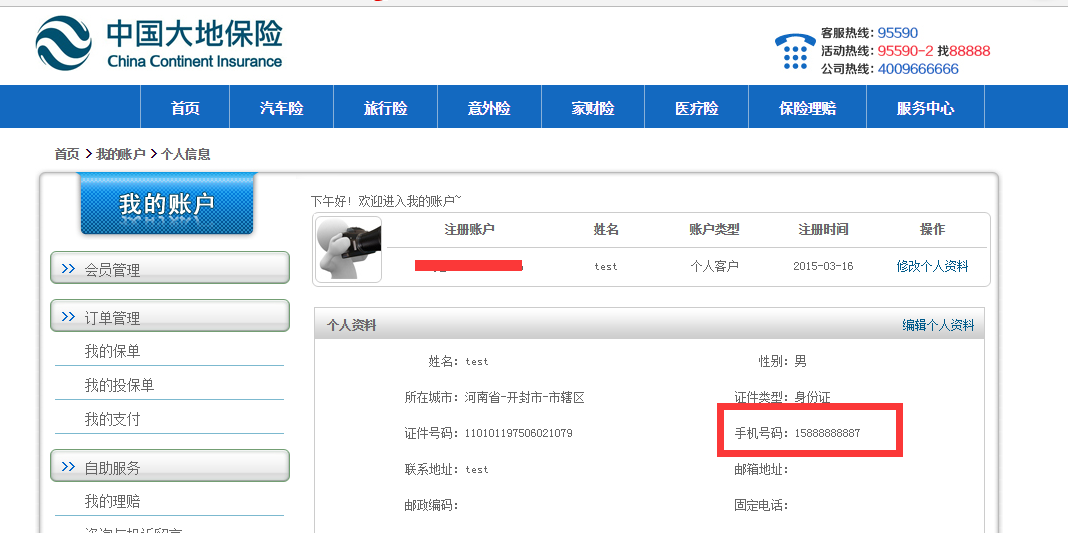 中国大地保险
China Continent Insurance
客服热线：95590
活动热线：95590-2 找88888
公司热线：4009666666
首页 汽车险 旅行险 意外险 家财险 医疗险 保险理赔 服务中心
首页 > 我的账户 > 个人信息
我的账户
会员管理
订单管理
我的保单
我的投保单
我的支付
自助服务
我的理赔
咨询与投诉留言
下午好！欢迎进入我的账户~
注册账户 姓名 账户类型 注册时间 操作
test 个人客户 2015-03-16 修改个人资料
个人资料 编辑个人资料
姓名：test 性别：男
所在城市：河南省-开封市-市辖区 证件类型：身份证
证件号码：110101197506021079 手机号码：15888888887
联系地址：test 邮箱地址：
邮政编码： 固定电话：